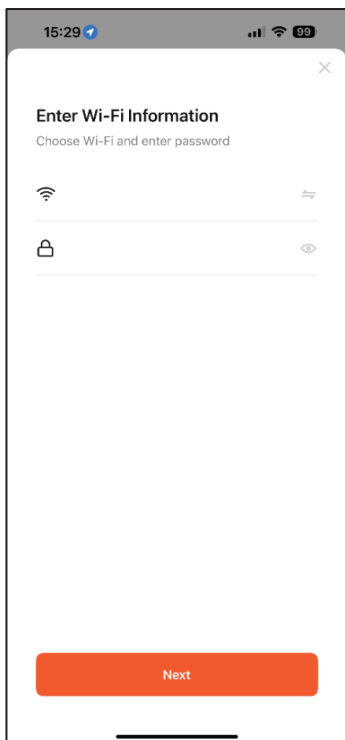 15:29
99
Enter Wi-Fi Information
Choose Wi-Fi and enter password
Next